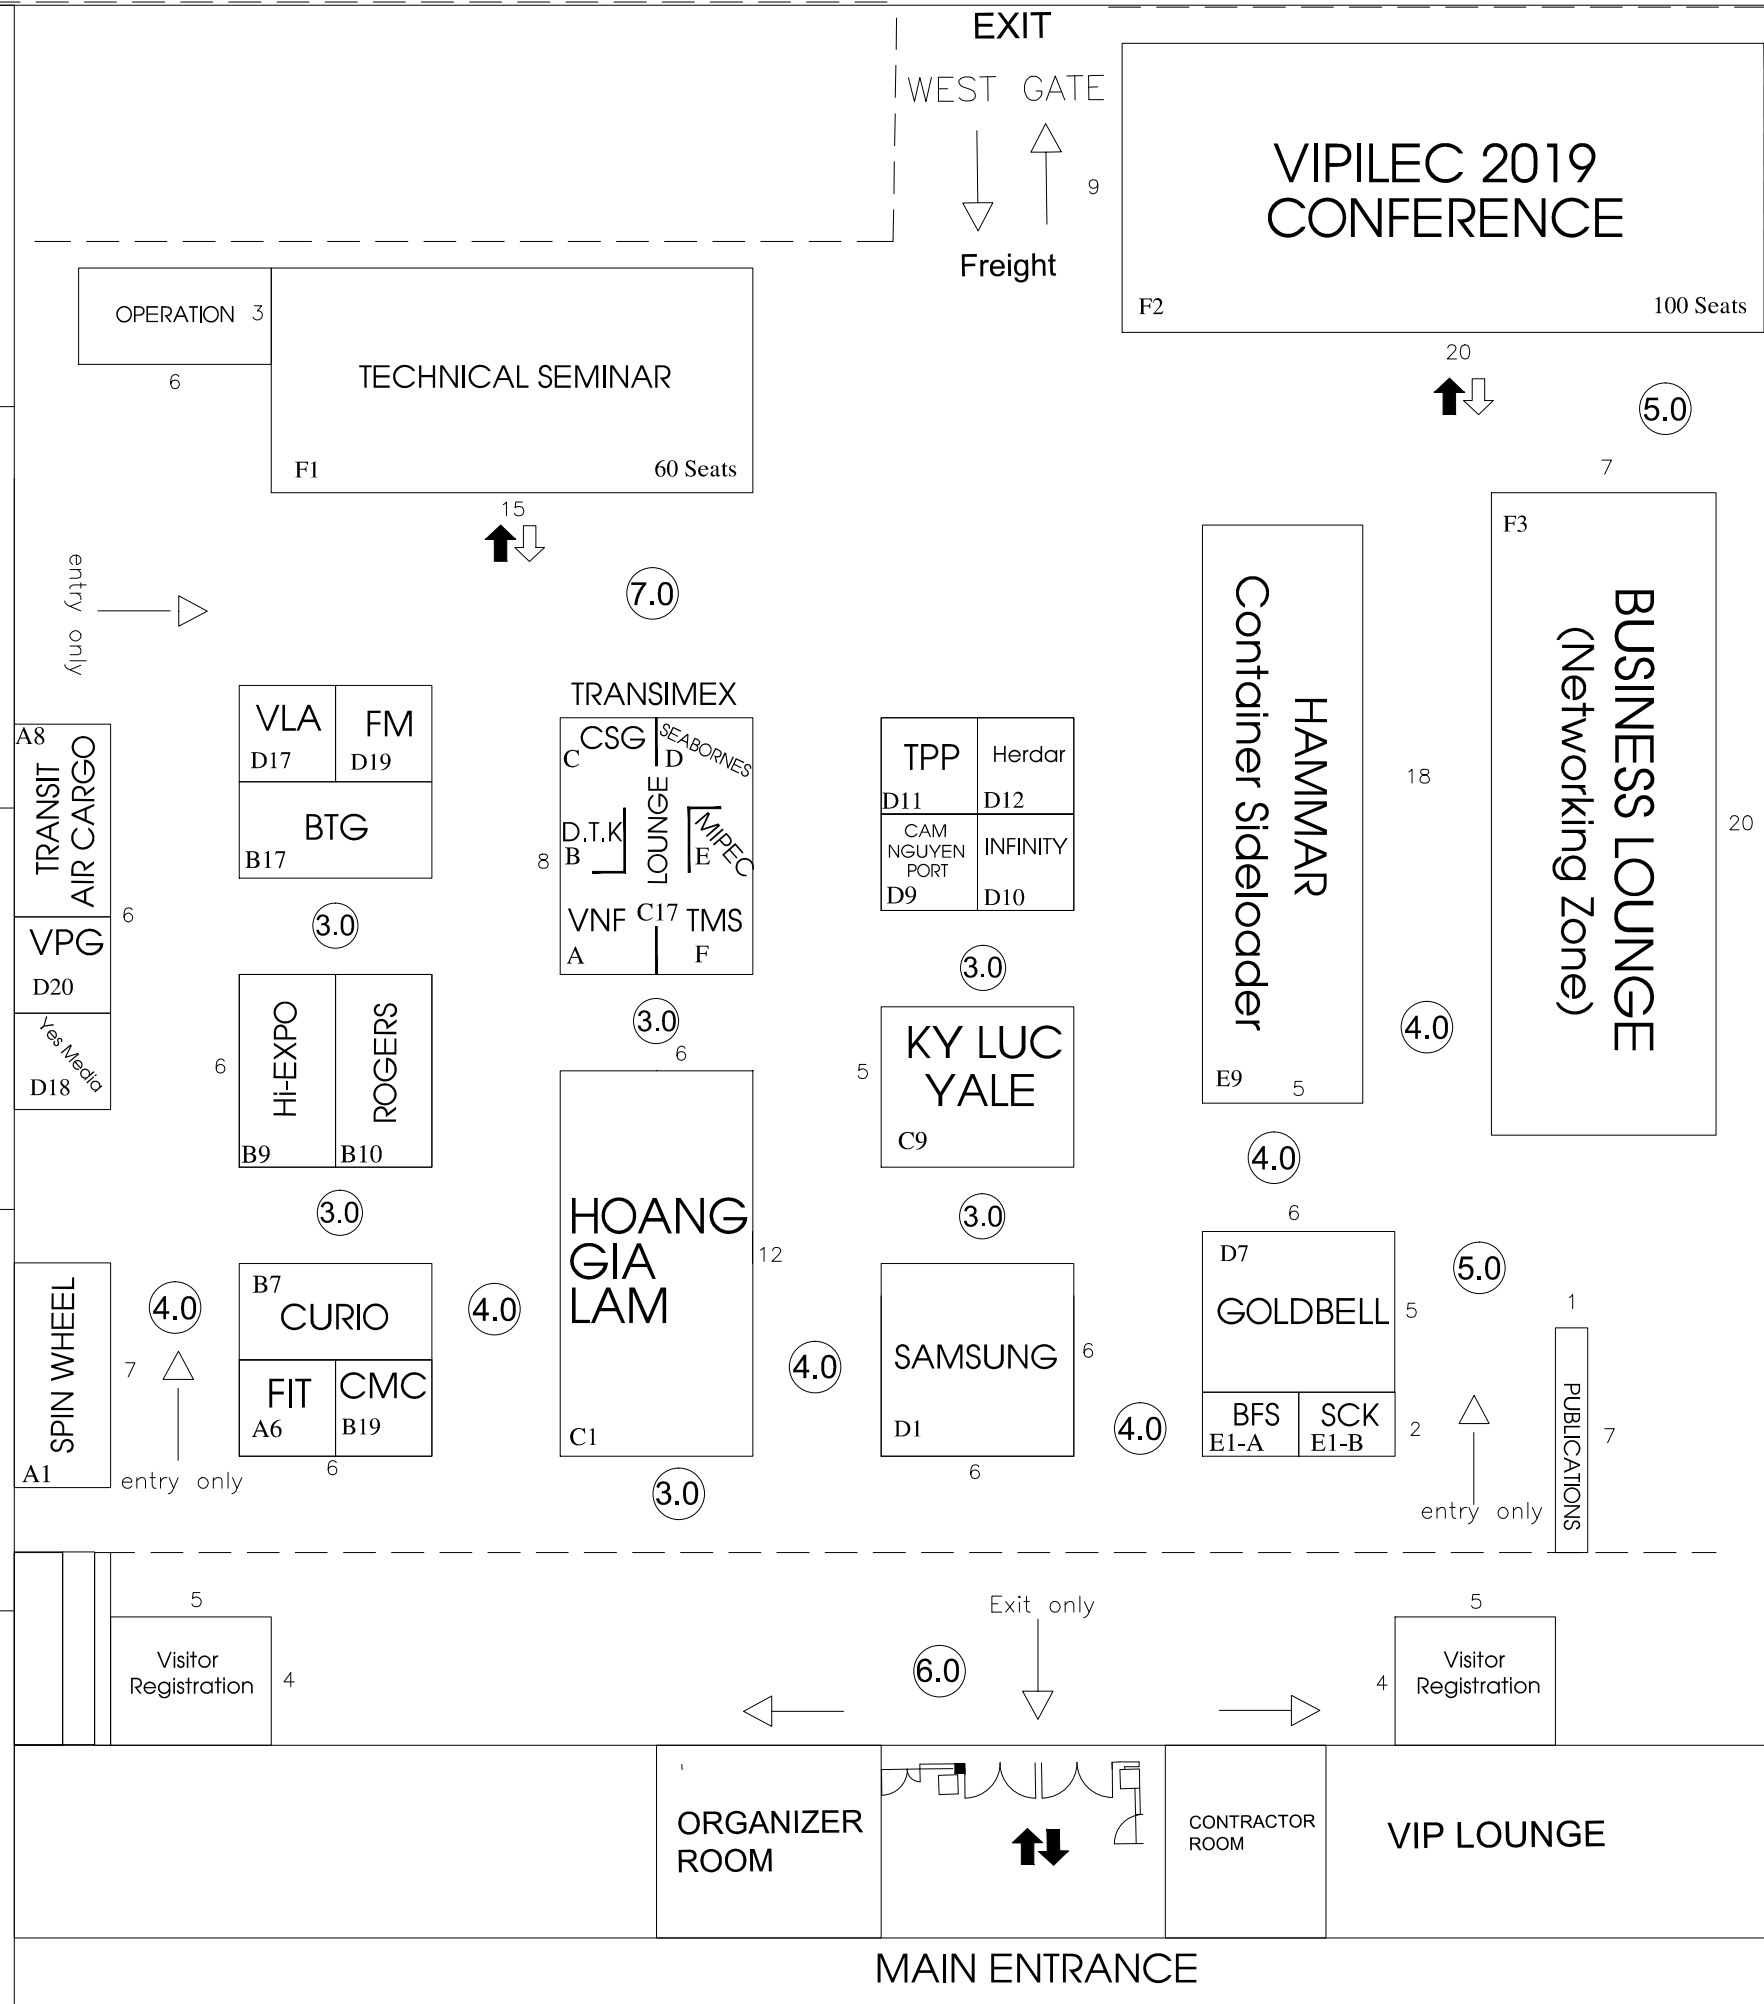 EXIT
WEST GATE
9
Freight
VIPILEC 2019
CONFERENCE
F2
100 Seats
20
5.0
OPERATION
3
6
TECHNICAL SEMINAR
F1
60 Seats
15
7.0
entry only
7
F3
BUSINESS LOUNGE
(Networking Zone)
20
HAMMAR
Container Sideloader
E9
5
18
4.0
4.0
A8
TRANSIT
AIR CARGO
6
VPG
D20
Yes Media
D18
VLA
D17
FM
D19
BTG
B17
3.0
TRANSIMEX
CSG
C
SEABORNES
D
D.T.K
B
LOUNGE
C17
MIPEC
E
VNF
A
TMS
F
8
3.0
TPP
D11
Herdar
D12
CAM
NGUYEN
PORT
D9
INFINITY
D10
3.0
6
Hi-EXPO
B9
ROGERS
B10
3.0
6
HOANG
GIA
LAM
C1
12
5
KY LUC
YALE
C9
3.0
SPIN WHEEL
A1
7
4.0
entry only
B7
CURIO
FIT
A6
CMC
B19
6
4.0
3.0
4.0
SAMSUNG
D1
6
6
4.0
6
D7
GOLDBELL
5
BFS
E1-A
SCK
E1-B
2
5.0
entry only
1
PUBLICATIONS
7
5
Visitor
Registration
4
Exit only
6.0
5
Visitor
Registration
4
ORGANIZER
ROOM
CONTRACTOR
ROOM
VIP LOUNGE
MAIN ENTRANCE